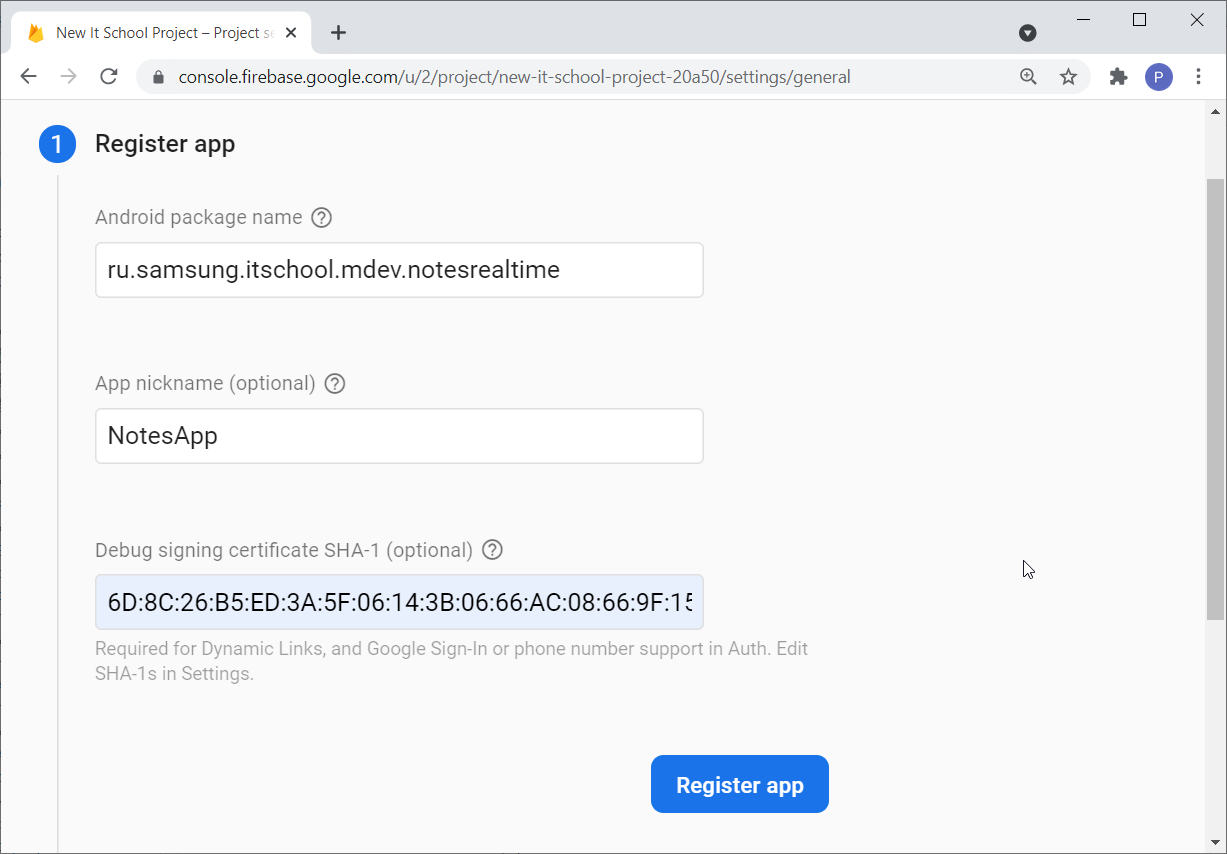 New It School Project – Project se
console.firebase.google.com/u/2/project/new-it-school-project-20a50/settings/general
P
1 Register app
Android package name ?
ru.samsung.itschool.mdev.notesrealtime
App nickname (optional) ?
NotesApp
Debug signing certificate SHA-1 (optional) ?
6D:8C:26:B5:ED:3A:5F:06:14:3B:06:66:AC:08:66:9F:15
Required for Dynamic Links, and Google Sign-In or phone number support in Auth. Edit
SHA-1s in Settings.
Register app